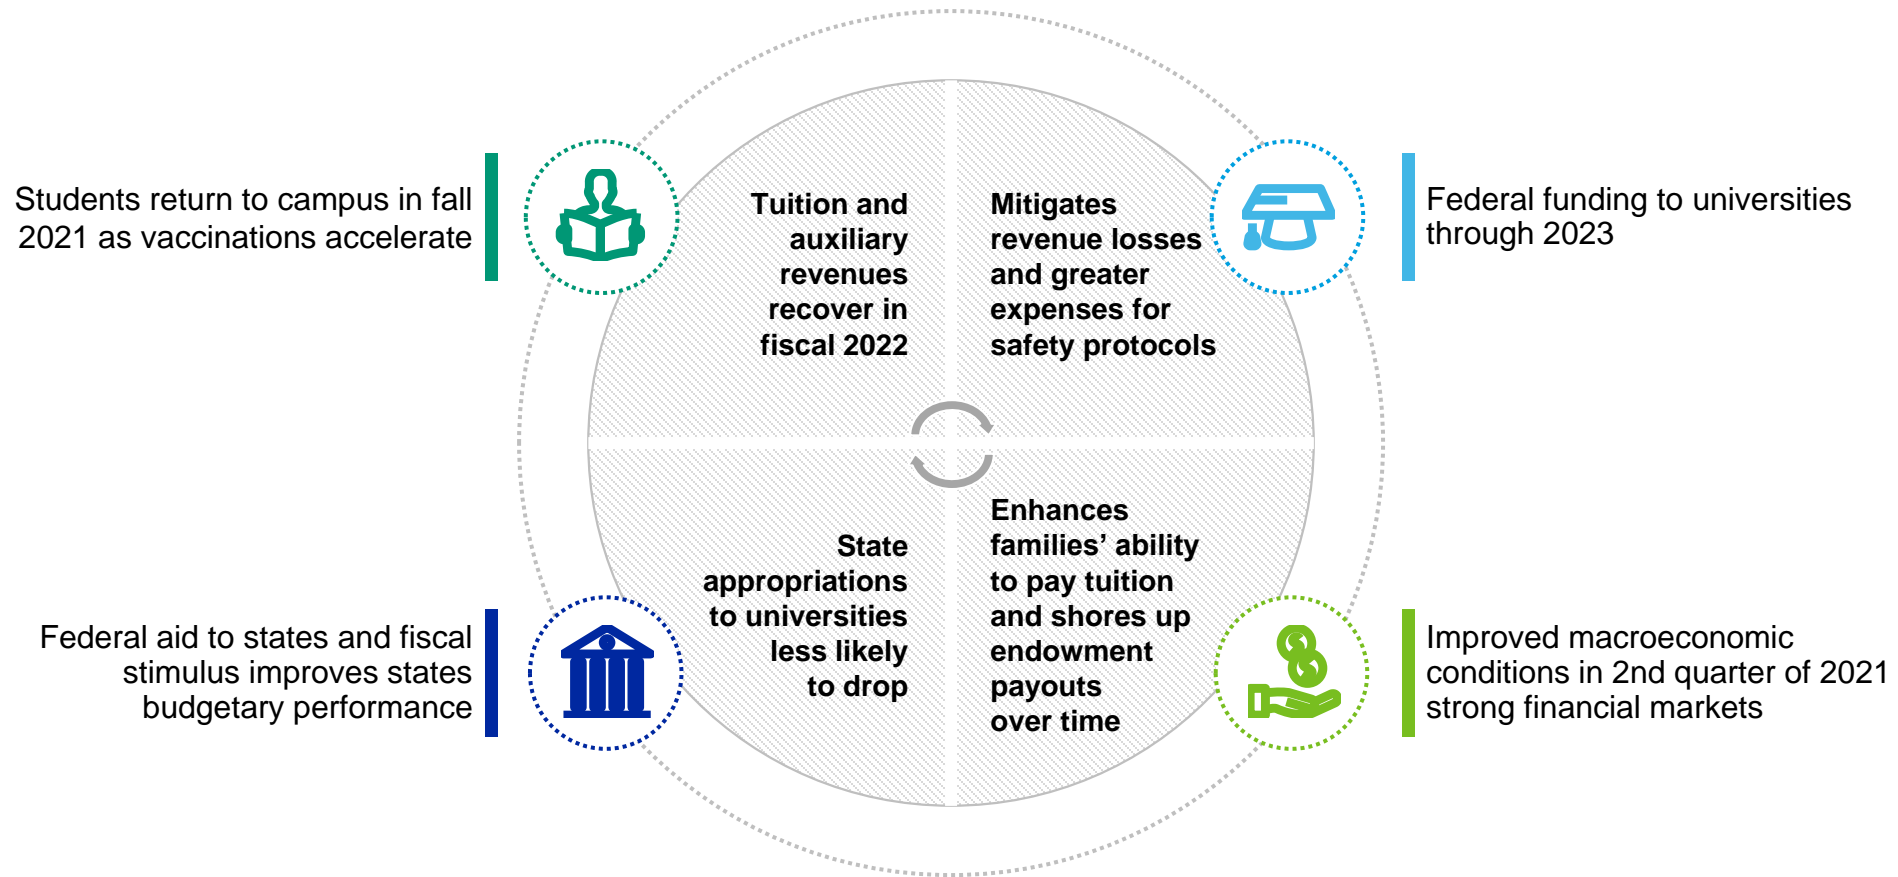 Students return to campus in fall
2021 as vaccinations accelerate
Tuition and
auxiliary
revenues
recover in
fiscal 2022
Mitigates
revenue losses
and greater
expenses for
safety protocols
Federal funding to universities
through 2023
Federal aid to states and fiscal
stimulus improves states
budgetary performance
State
appropriations
to universities
less likely
to drop
Enhances
families’ ability
to pay tuition
and shores up
endowment
payouts
over time
Improved macroeconomic
conditions in 2nd quarter of 2021
strong financial markets